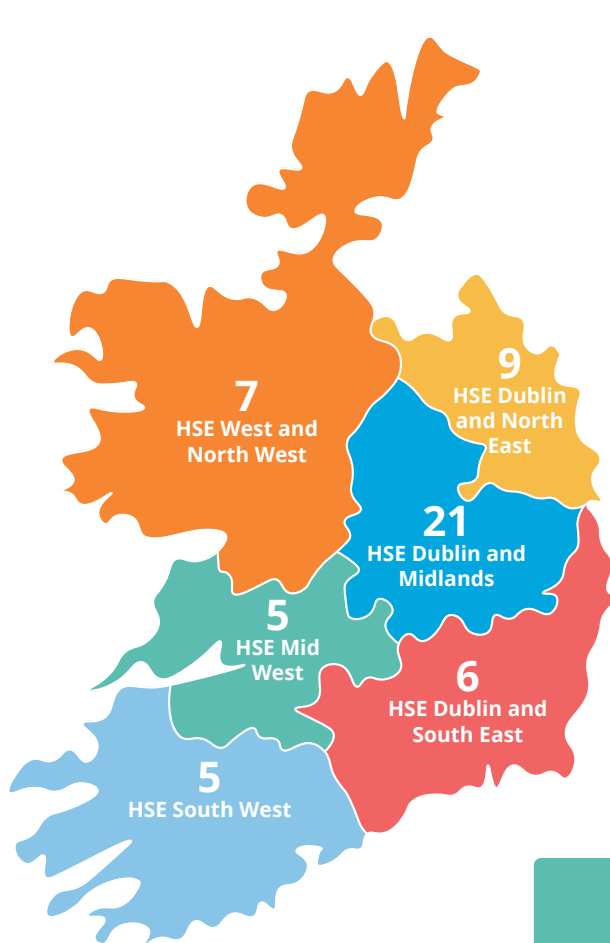 9
HSE Dublin
and North
East
7
HSE West and
North West
21
HSE Dublin and
Midlands
5
HSE Mid
West
6
HSE Dublin and
South East
5
HSE South West